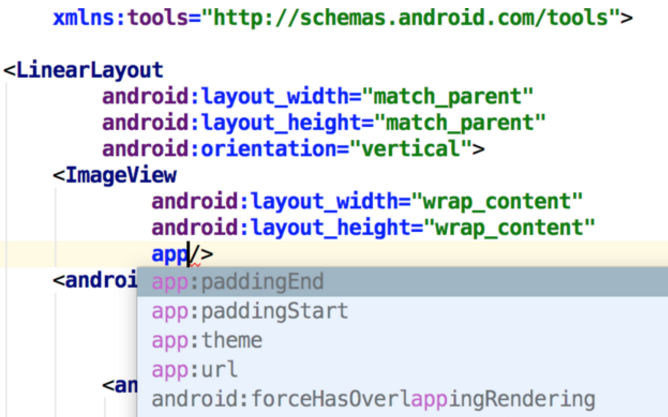 xmlns:tools="http://schemas.android.com/tools">
<LinearLayout
android:layout_width="match_parent"
android:layout_height="match_parent"
android:orientation="vertical">
<ImageView
android:layout_width="wrap_content"
android:layout_height="wrap_content"
app/>
<androi
app:paddingEnd
app:paddingStart
app:theme
app:url
<an
android:forceHasOverlappingRendering